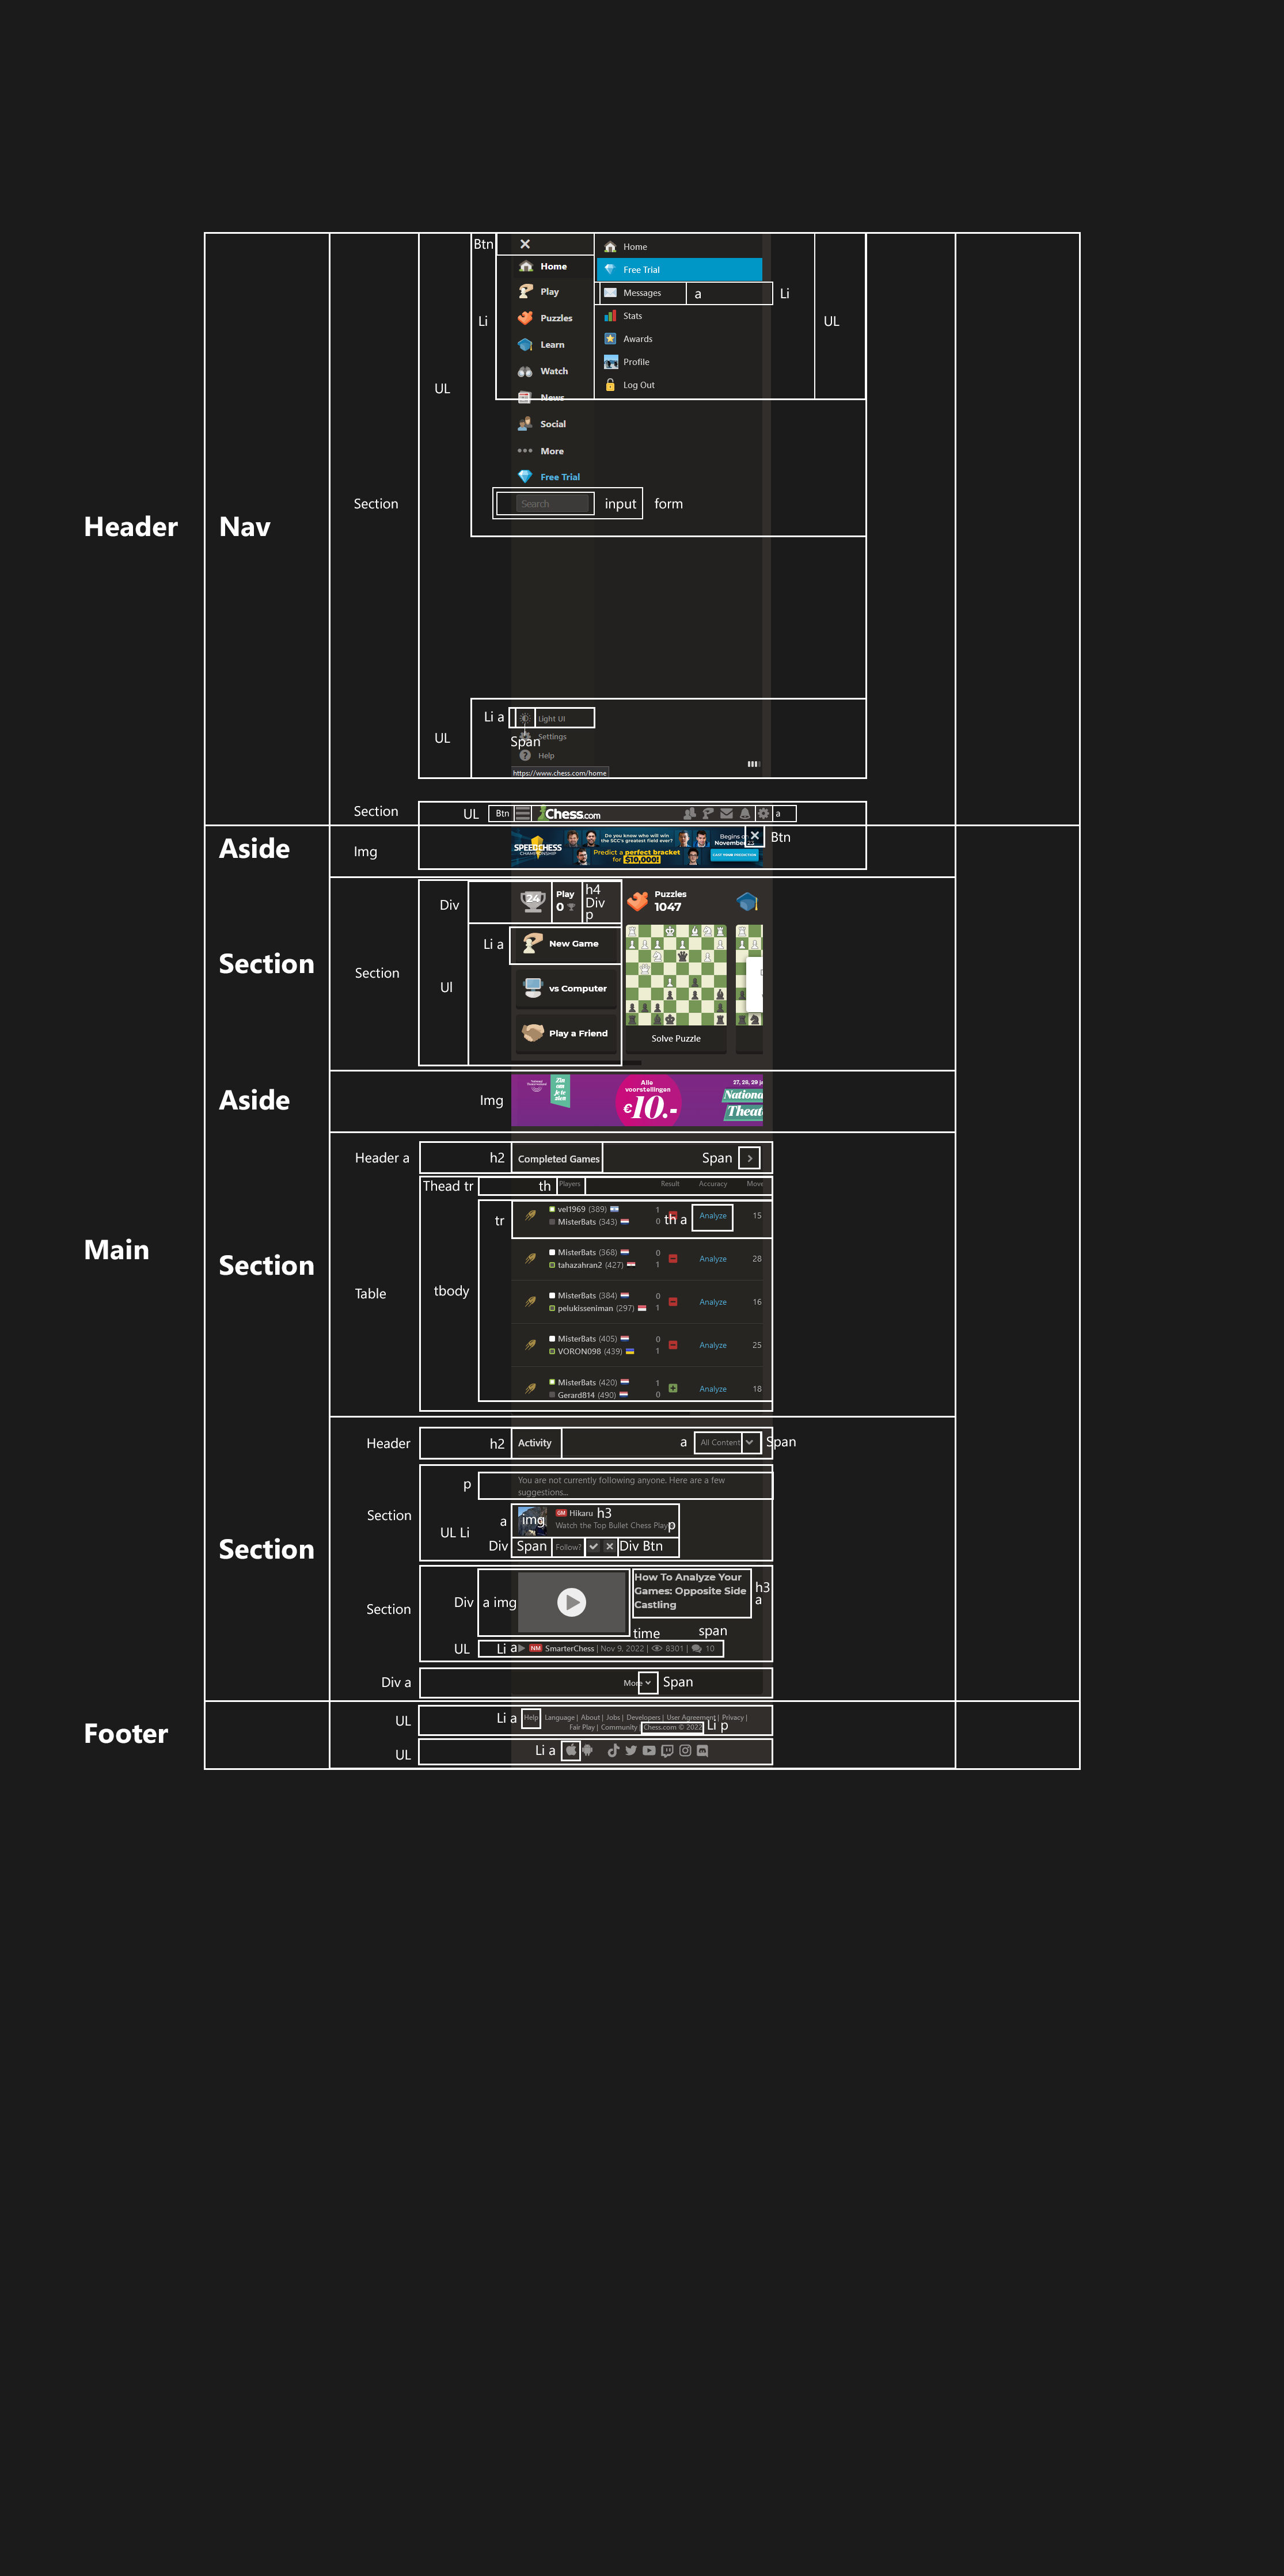 Btn
Home
Home
Free Trial
Play
Messages
a
Li
Puzzles
Stats
Li
UL
Learn
Awards
Watch
Profile
UL
Log Out
News
Social
More
Free Trial
Section
Search
input
form
Header
Nav
Li a
Light UI
UL
Settings
Span
Help
https://www.chess.com/home
Section
UL
Btn
Chess.com
a
Aside
Img
SPEEDCHESS
CHAMPIONSHIP
Do you know who will win
the SCC's greatest field ever?
Predict a perfect bracket
for $10,000!
Begins on
November 23
Btn
Div
24
Play
0
h4
Div
p
Puzzles
1047
Li a
New Game
Section
Section
Ul
vs Computer
Play a Friend
Solve Puzzle
Aside
Img
Zin
om
je te
zien
Alle
voorstellingen
€10.-
27, 28, 29 ja
Nationa
Theat
Header a
h2
Completed Games
Span
Thead tr
th
Players
Result
Accuracy
Move
tr
vel1969 (389)
1
MisterBats (343)
0
th a
Analyze
15
Main
Section
Table
tbody
MisterBats (368)
0
tahazahran2 (427)
1
Analyze
28
MisterBats (384)
0
pelukisseniman (297)
1
Analyze
16
MisterBats (405)
0
VORON098 (439)
1
Analyze
25
MisterBats (420)
1
Gerard814 (490)
0
Analyze
18
Header
h2
Activity
a
All Content
Span
p
You are not currently following anyone. Here are a few
suggestions...
Section
Section
UL Li
a
img
GM Hikaru
h3
Watch the Top Bullet Chess Play
p
Div
Span
Follow?
Div Btn
Section
Div
a img
How To Analyze Your
Games: Opposite Side
Castling
h3
a
time
span
UL
Li a
NM SmarterChess | Nov 9, 2022 | 8301 | 10
Div a
More
Span
Footer
UL
Li a
Help
Language | About | Jobs | Developers | User Agreement | Privacy |
Fair Play | Community | Chess.com © 2022
Li p
UL
Li a